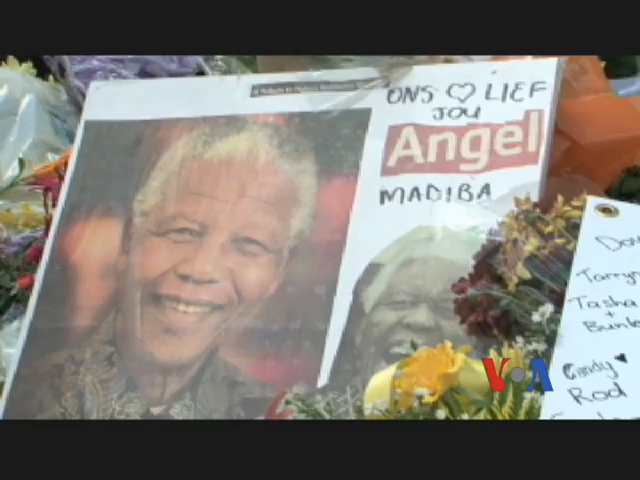 ONS ♡ LIEF
JOU
Angel
MADIBA
Tarryn
Tasha
+
Candy ♥
Rod
VOA